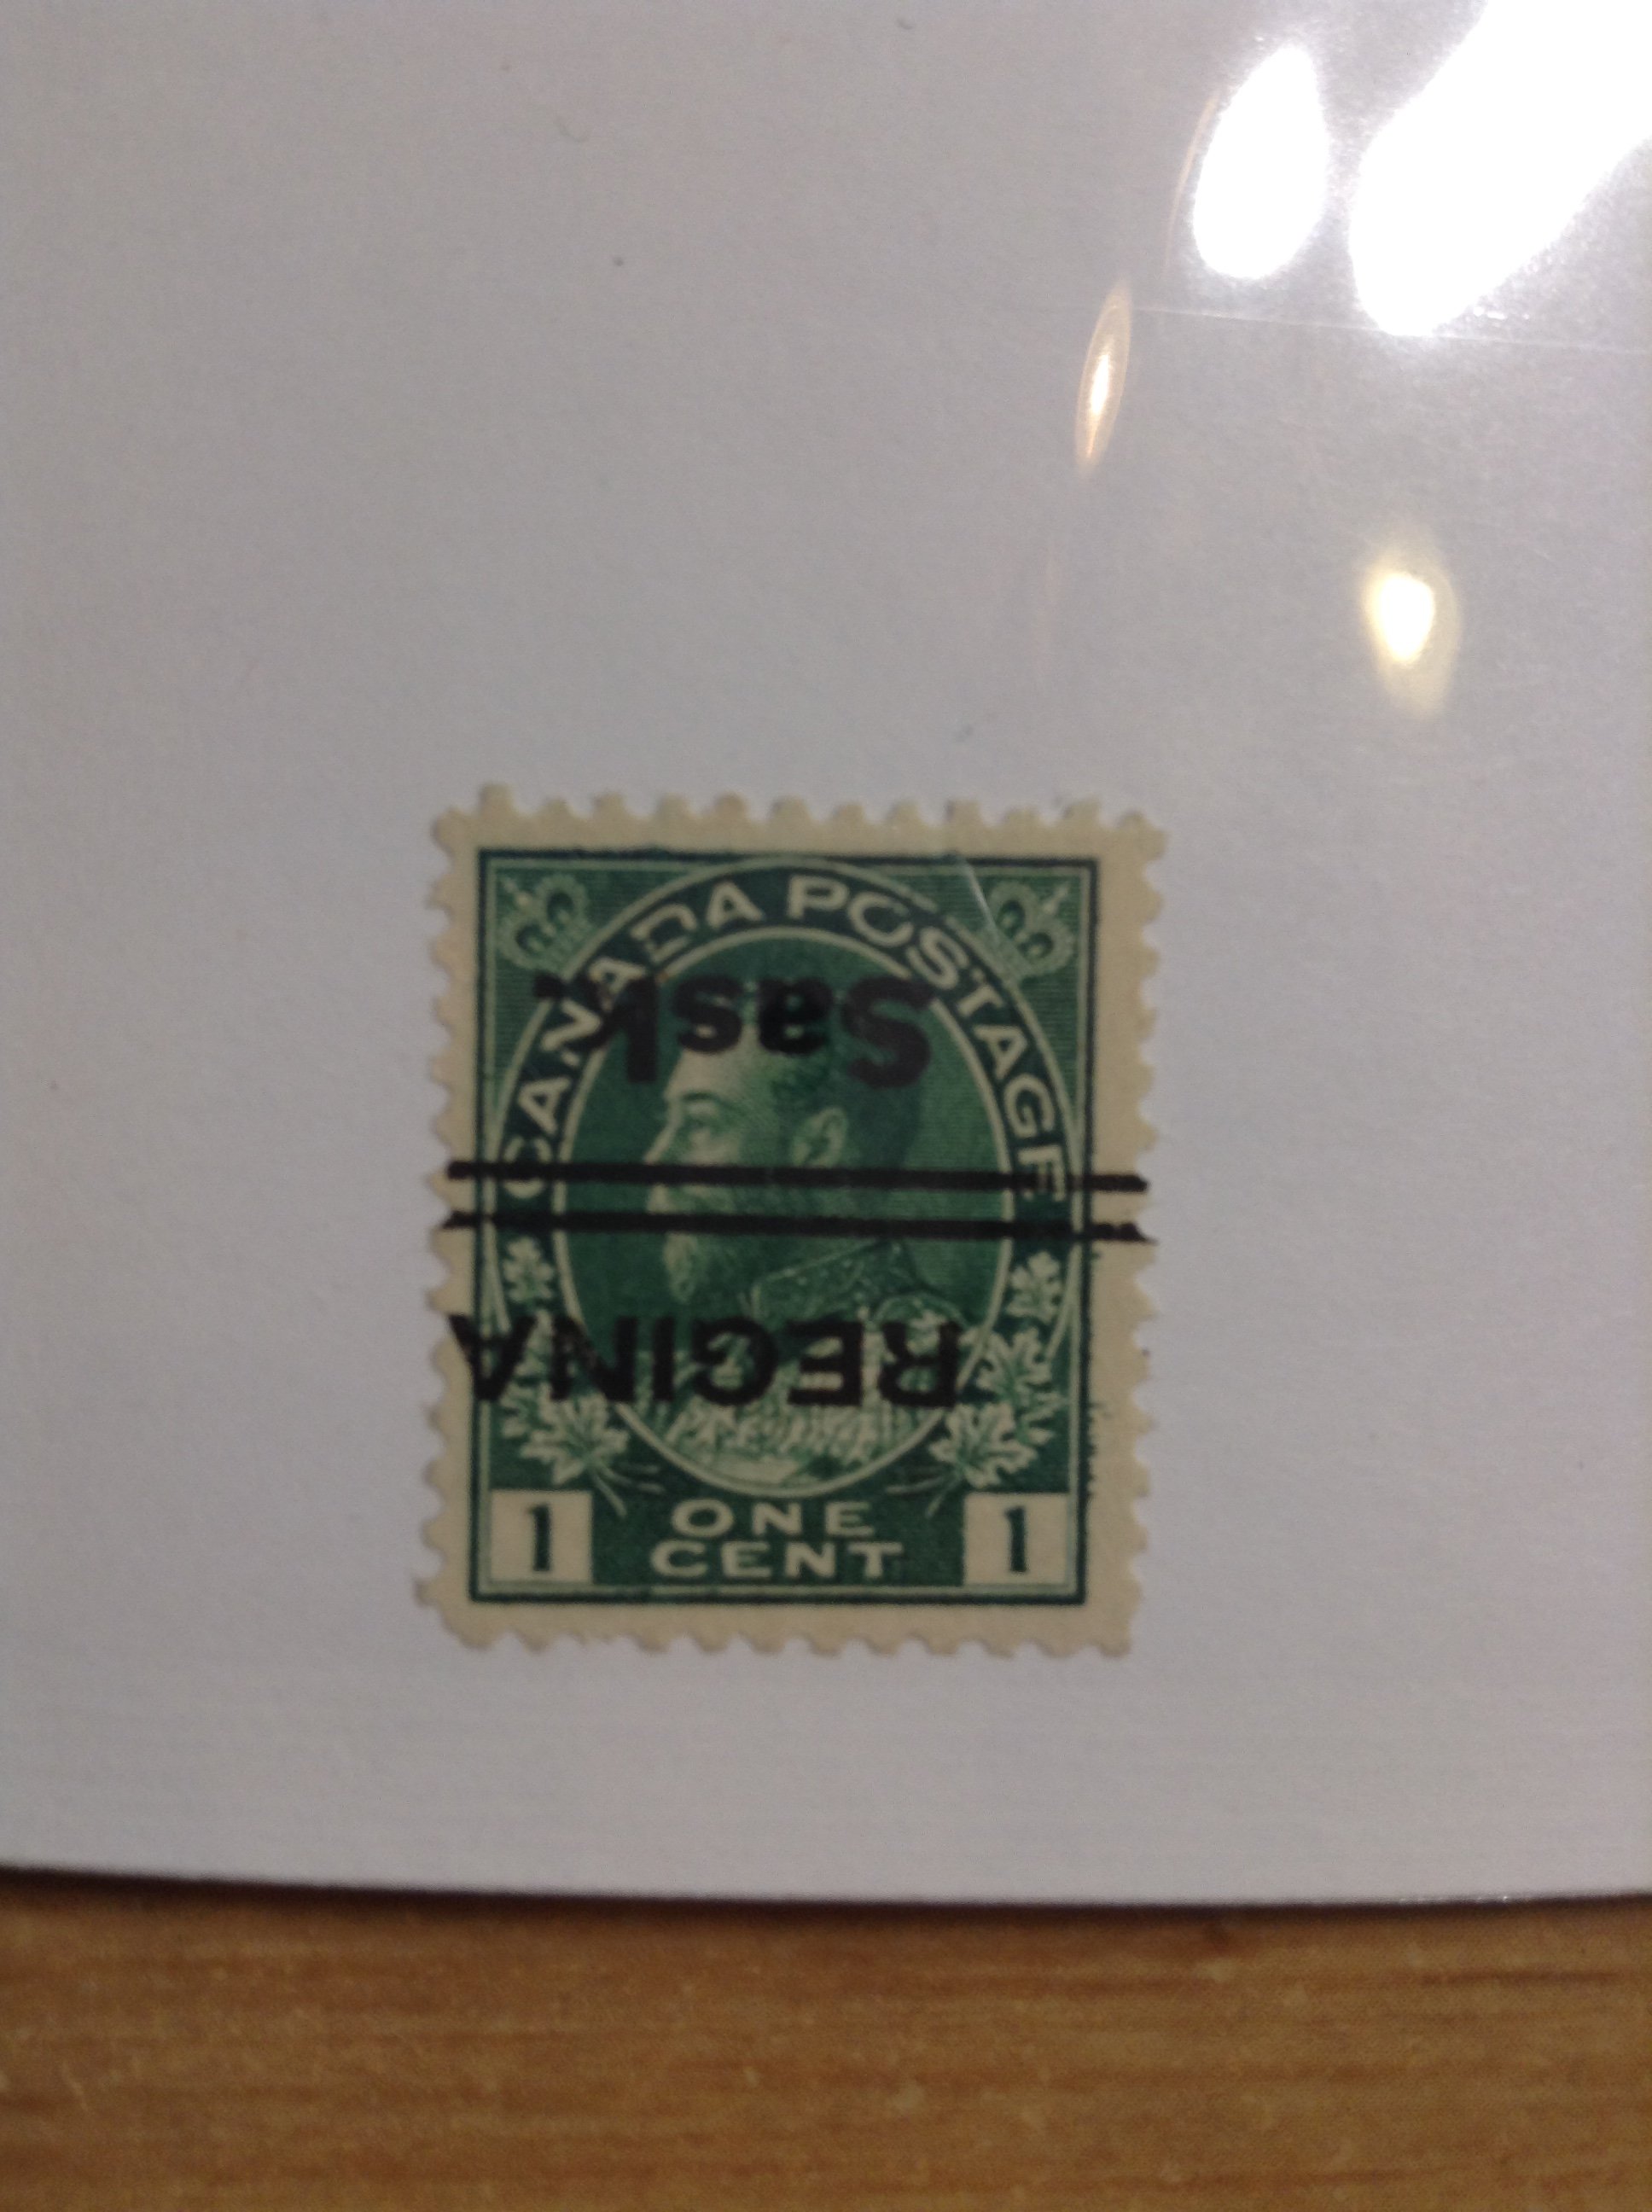 CANADA POSTAGE
REGINA
Sask.
1 ONE 1
CENT